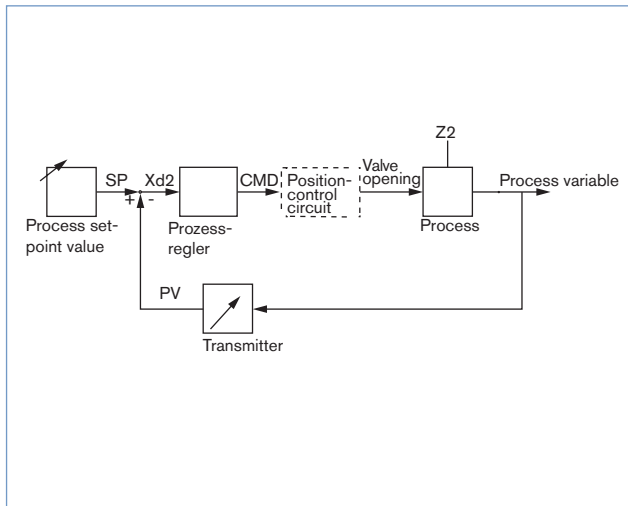 Z2
SP
Xd2
CMD
Position-
control
circuit
Valve
opening
Process variable
+
-
Process set-
point value
Prozess-
regler
Process
PV
Transmitter